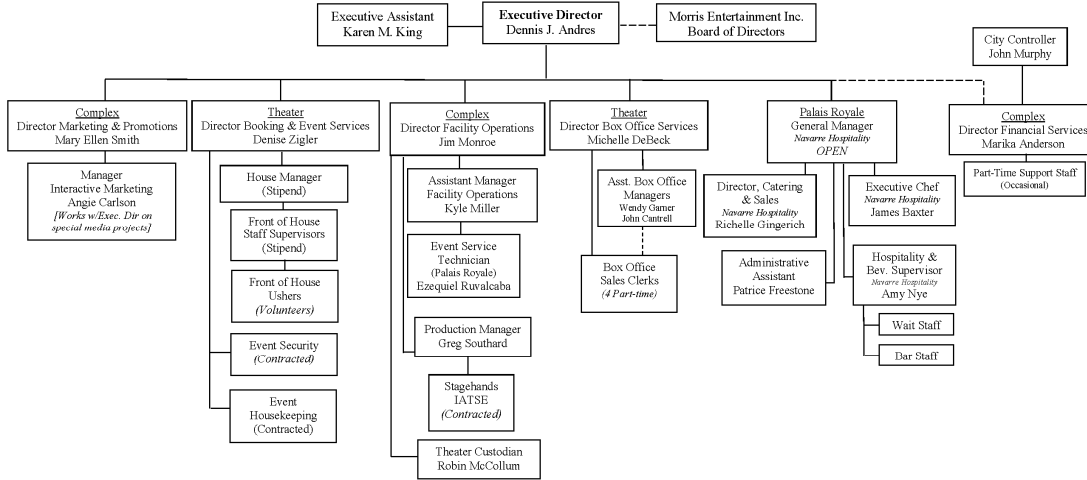 Executive Assistant
Karen M. King
Executive Director
Dennis J. Andres
Morris Entertainment Inc.
Board of Directors
City Controller
John Murphy
Complex
Director Marketing & Promotions
Mary Ellen Smith
Theater
Director Booking & Event Services
Denise Zigler
Complex
Director Facility Operations
Jim Monroe
Theater
Director Box Office Services
Michelle DeBeck
Palais Royale
General Manager
Navarre Hospitality
OPEN
Complex
Director Financial Services
Marika Anderson
Manager
Interactive Marketing
Angie Carlson
[Works w/Exec. Dir on
special media projects]
House Manager
(Stipend)
Front of House
Staff Supervisors
(Stipend)
Front of House
Ushers
(Volunteers)
Event Security
(Contracted)
Event
Housekeeping
(Contracted)
Assistant Manager
Facility Operations
Kyle Miller
Event Service
Technician
(Palais Royale)
Ezequiel Ruvalcaba
Production Manager
Greg Southard
Stagehands
IATSE
(Contracted)
Theater Custodian
Robin McCollum
Asst. Box Office
Managers
Wendy Garner
John Cantrell
Box Office
Sales Clerks
(4 Part-time)
Director, Catering
& Sales
Navarre Hospitality
Richelle Gingerich
Administrative
Assistant
Patrice Freestone
Executive Chef
Navarre Hospitality
James Baxter
Hospitality &
Bev. Supervisor
Navarre Hospitality
Amy Nye
Wait Staff
Bar Staff
Part-Time Support Staff
(Occasional)